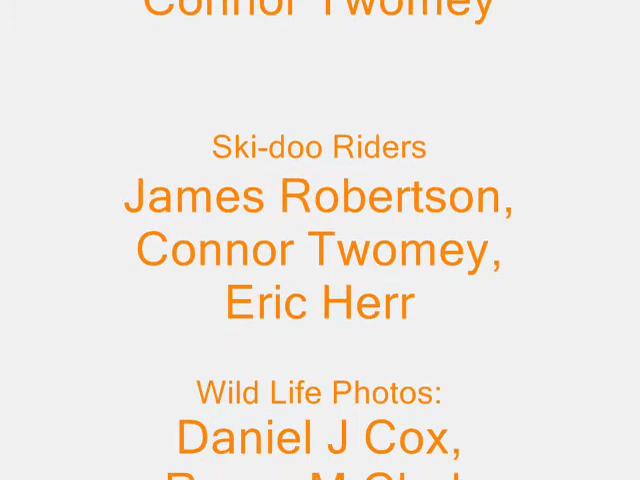 Connor Twomey
Ski-doo Riders
James Robertson,
Connor Twomey,
Eric Herr
Wild Life Photos:
Daniel J Cox,